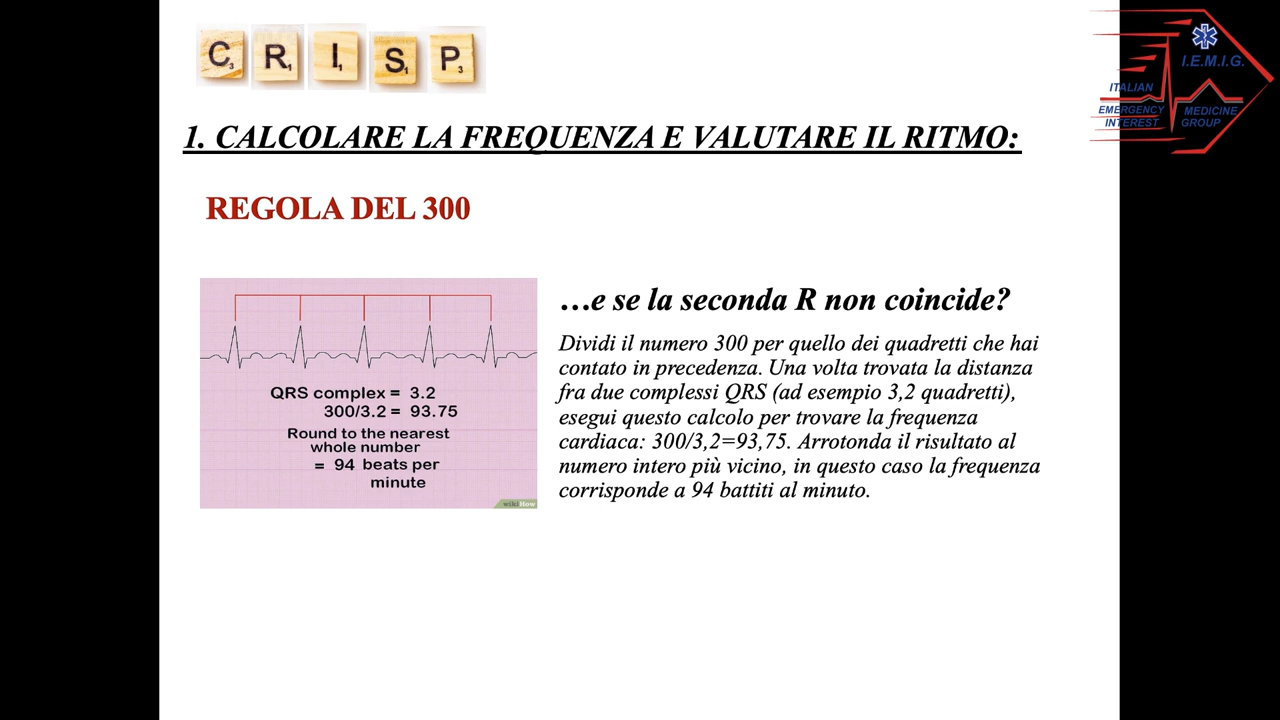 C3 R1 I1 S1 P3
I.E.M.I.G.
ITALIAN
EMERGENCY MEDICINE
INTEREST GROUP
1. CALCOLARE LA FREQUENZA E VALUTARE IL RITMO:
REGOLA DEL 300
QRS complex = 3.2
300/3.2 = 93.75
Round to the nearest
whole number
= 94 beats per
minute
wikiHow
…e se la seconda R non coincide?
Dividi il numero 300 per quello dei quadretti che hai
contato in precedenza. Una volta trovata la distanza
fra due complessi QRS (ad esempio 3,2 quadretti),
esegui questo calcolo per trovare la frequenza
cardiaca: 300/3,2=93,75. Arrotonda il risultato al
numero intero più vicino, in questo caso la frequenza
corrisponde a 94 battiti al minuto.